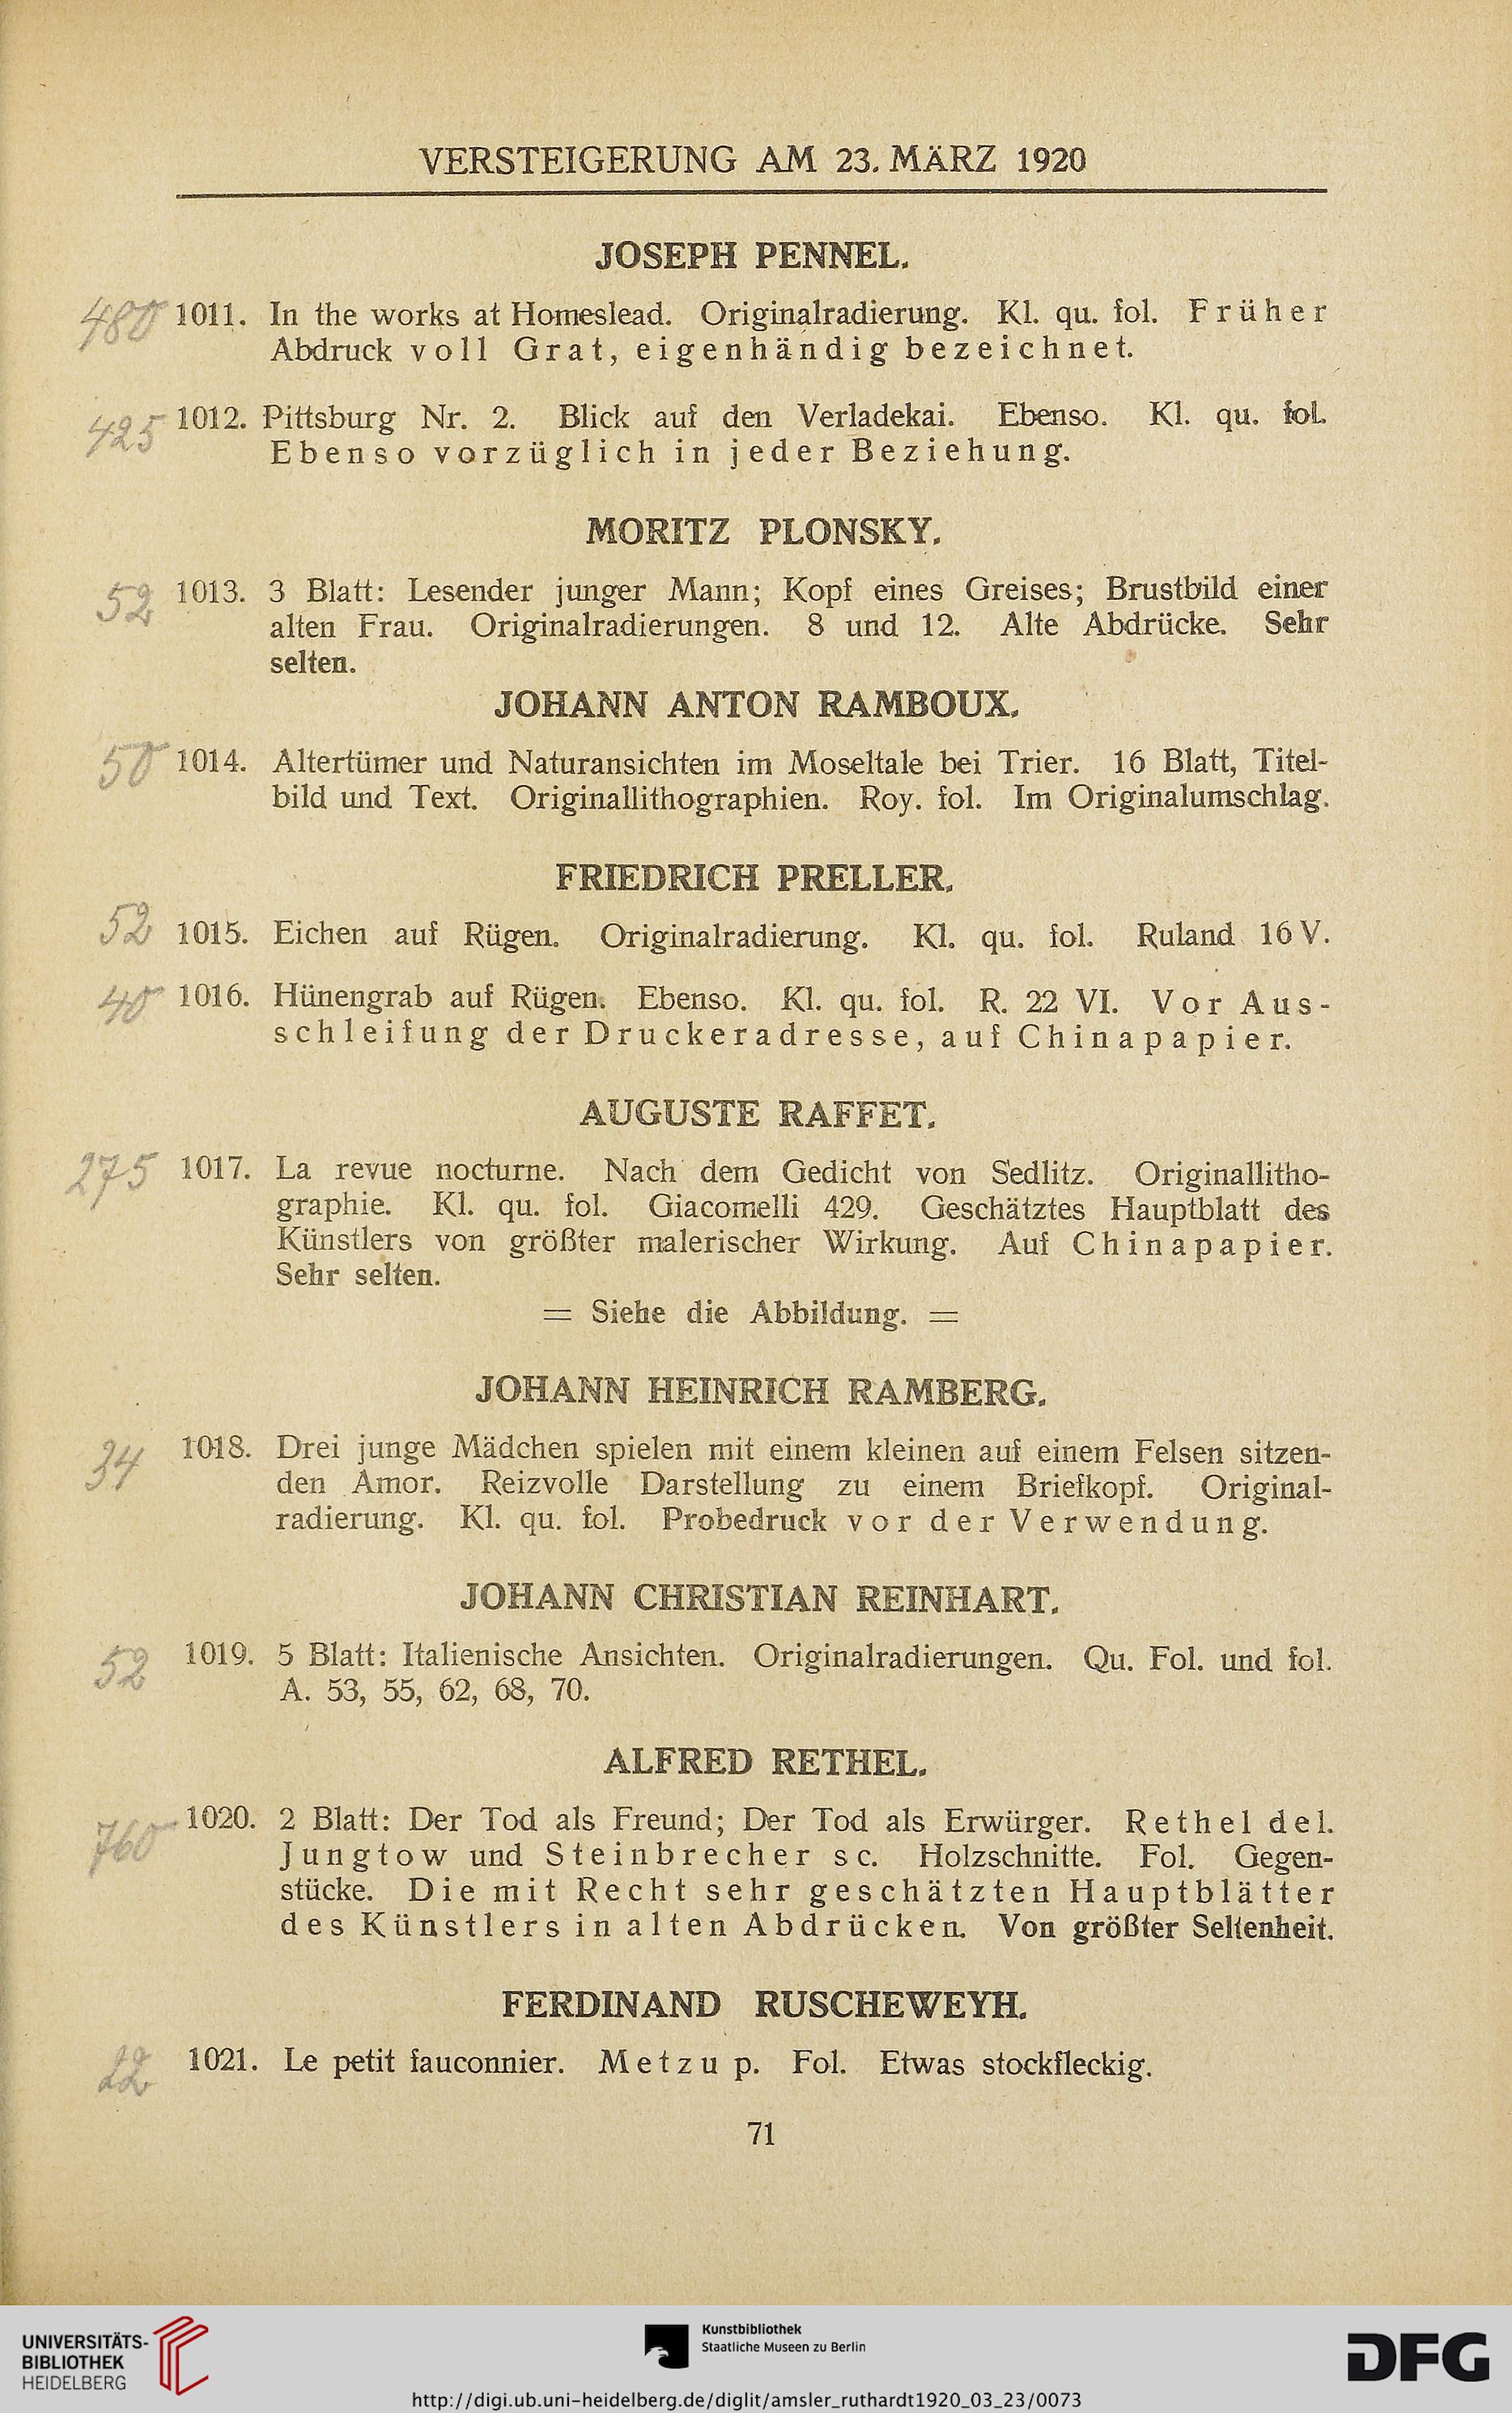 VERSTEIGERUNG AM 23. MÄRZ 1920
JOSEPH PENNEL.
480 1011. In the works at Homeslead. Originalradierung. Kl. qu. fol. Früher
Abdruck voll Grat, eigenhändig bezeichnet.
425 1012. Pittsburg Nr. 2. Blick auf den Verladekai. Ebenso. Kl. qu. fol.
Ebenso vorzüglich in jeder Beziehung.
MORITZ PLONSKY.
52 1013. 3 Blatt: Lesender junger Mann; Kopf eines Greises; Brustbild einer
alten Frau. Originalradierungen. 8 und 12. Alte Abdrücke. Sehr
selten.
JOHANN ANTON RAMBOUX.
50 1014. Altertümer und Naturansichten im Moseltale bei Trier. 16 Blatt, Titel-
bild und Text. Originallithographien. Roy. fol. Im Originalumschlag.
FRIEDRICH PRELLER.
52 1015. Eichen auf Rügen. Originalradierung. Kl. qu. fol. Ruland 16 V.
40 1016. Hünengrab auf Rügen. Ebenso. Kl. qu. fol. R. 22 VI. Vor Aus-
schleifung der Druckeradresse, auf Chinapapier.
AUGUSTE RAFFET.
275 1017. La revue nocturne. Nach dem Gedicht von Sedlitz. Originallitho-
graphie. Kl. qu. fol. Giacomelli 429. Geschätztes Hauptblatt des
Künstlers von größter malerischer Wirkung. Auf Chinapapier.
Sehr selten.
= Siehe die Abbildung. =
JOHANN HEINRICH RAMBERG.
34 1018. Drei junge Mädchen spielen mit einem kleinen auf einem Felsen sitzen-
den Amor. Reizvolle Darstellung zu einem Briefkopf. Original-
radierung. Kl. qu. fol. Probedruck vor der Verwendung.
JOHANN CHRISTIAN REINHART.
52 1019. 5 Blatt: Italienische Ansichten. Originalradierungen. Qu. Fol. und fol.
A. 53, 55, 62, 68, 70.
ALFRED RETHEL.
760 1020. 2 Blatt: Der Tod als Freund; Der Tod als Erwürger. Rethel del.
Jungtow und Steinbrecher sc. Holzschnitte. Fol. Gegen-
stücke. Die mit Recht sehr geschätzten Hauptblätter
des Künstlers in alten Abdrücken. Von größter Seltenheit.
FERDINAND RUSCHEWEYH.
22 1021. Le petit fauconnier. Metzu p. Fol. Etwas stockfleckig.
71
UNIVERSITÄTS-
BIBLIOTHEK
HEIDELBERG
Kunstbibliothek
Staatliche Museen zu Berlin
DFG
http://digi.ub.uni-heidelberg.de/diglit/amsler_ruthardt1920_03_23/0073